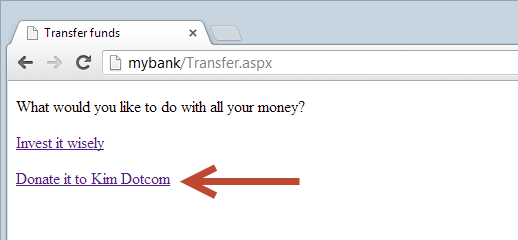 Transfer funds
mybank/Transfer.aspx
What would you like to do with all your money?
Invest it wisely
Donate it to Kim Dotcom